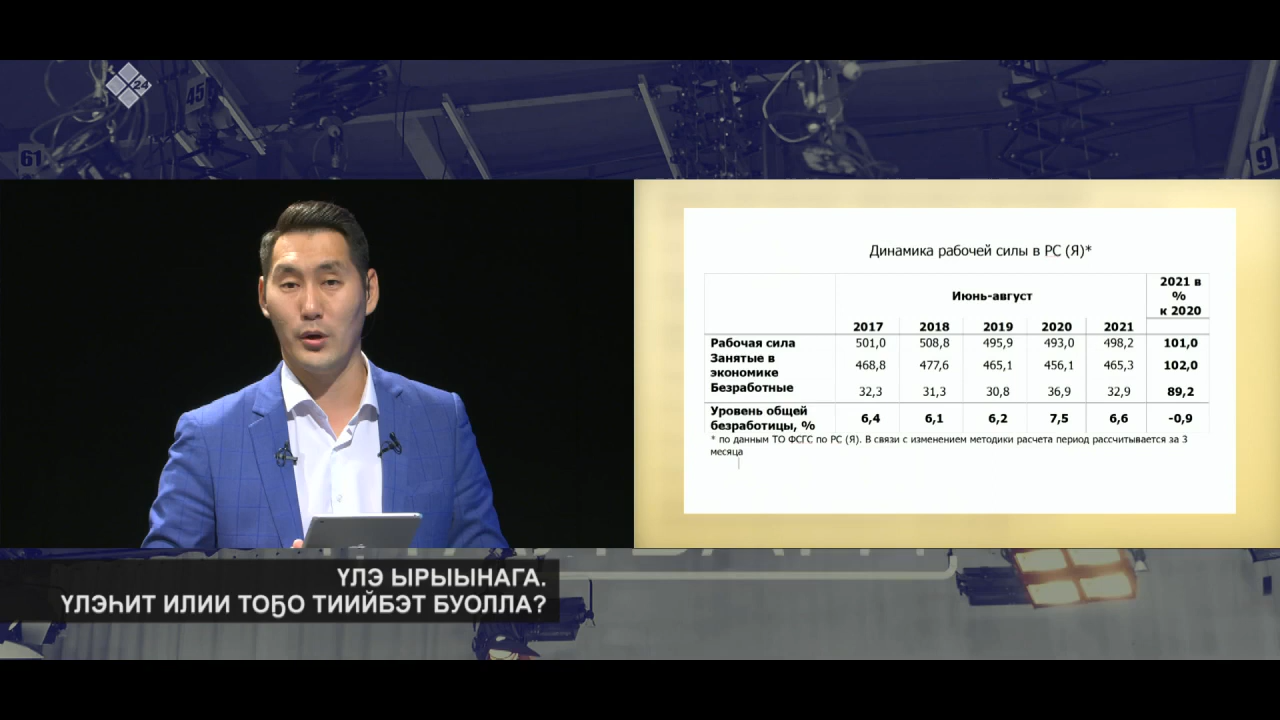 24
45
61
9
Динамика рабочей силы в РС (Я)*
Июнь-август
2021 в
%
к 2020
2017 2018 2019 2020 2021
Рабочая сила 501,0 508,8 495,9 493,0 498,2 101,0
Занятые в
экономике 468,8 477,6 465,1 456,1 465,3 102,0
Безработные 32,3 31,3 30,8 36,9 32,9 89,2
Уровень общей
безработицы, % 6,4 6,1 6,2 7,5 6,6 -0,9
* по данным ТО ФСГС по РС (Я). В связи с изменением методики расчета период рассчитывается за 3
месяца
ҮЛЭ ЫРЫЫНАГА.
ҮЛЭҺИТ ИЛИИ ТОҔО ТИИЙБЭТ БУОЛЛА?